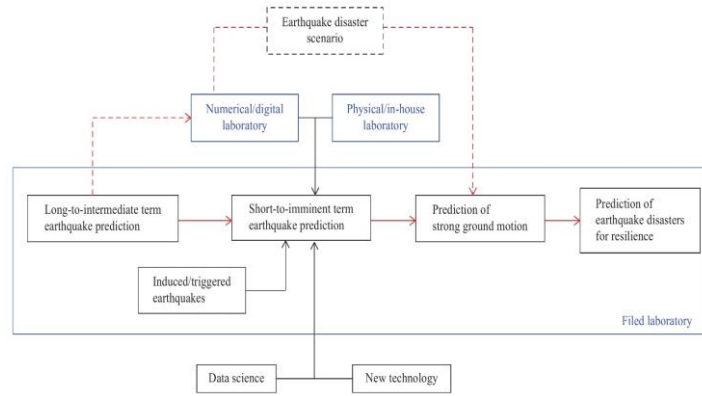 Earthquake disaster
scenario
Numerical/digital
laboratory
Physical/in-house
laboratory
Long-to-intermediate term
earthquake prediction
Short-to-imminent term
earthquake prediction
Prediction of
strong ground motion
Prediction of
earthquake disasters
for resilience
Induced/triggered
earthquakes
Filed laboratory
Data science
New technology